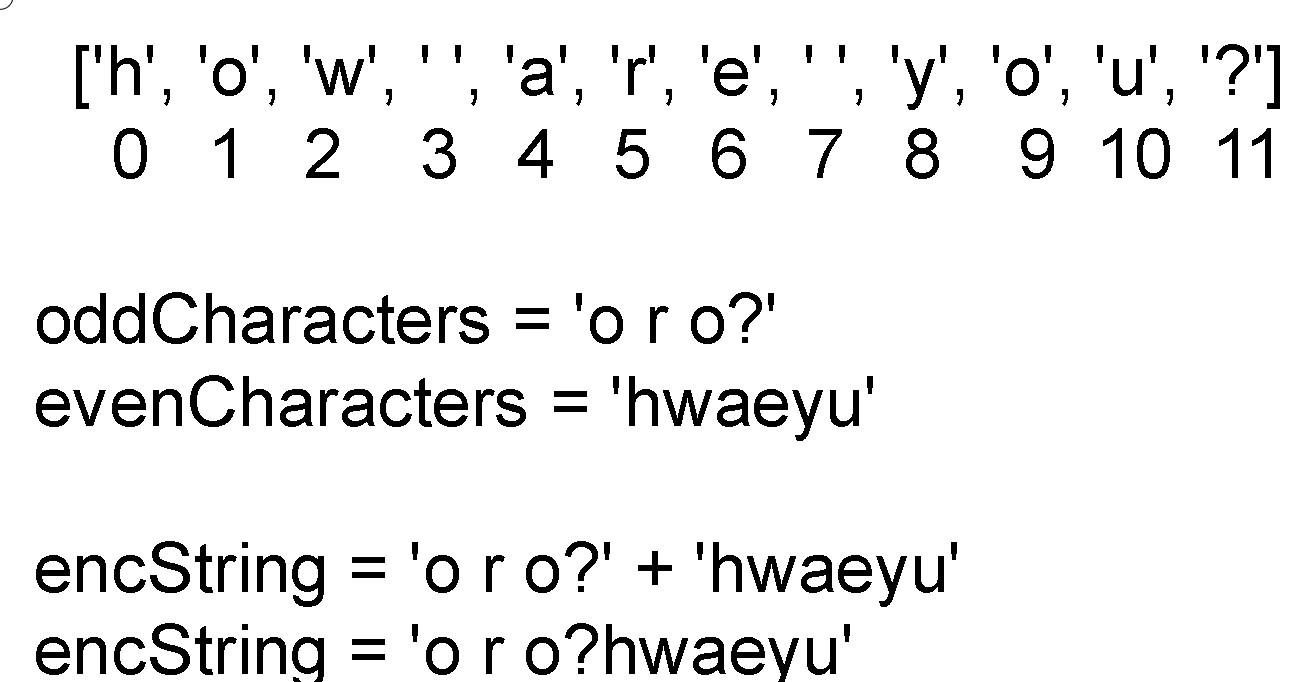 ['h', 'o', 'w', ' ', 'a', 'r', 'e', ' ', 'y', 'o', 'u', '?']
0 1 2 3 4 5 6 7 8 9 10 11
oddCharacters = 'o r o?'
evenCharacters = 'hwaeyu'
encString = 'o r o?' + 'hwaeyu'
encString = 'o r o?hwaeyu'